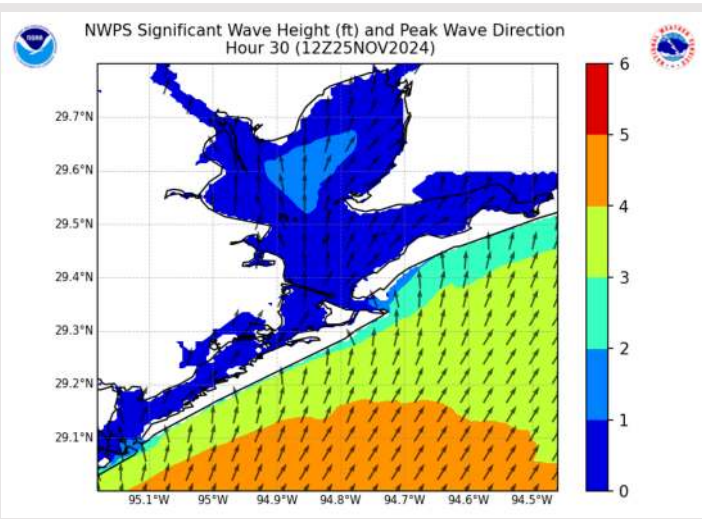 NWPS Significant Wave Height (ft) and Peak Wave Direction
Hour 30 (12Z25NOV2024)
NOAA
29.7°N
29.6°N
29.5°N
29.4°N
29.3°N
29.2°N
29.1°N
95.1°W 95°W 94.9°W 94.8°W 94.7°W 94.6°W 94.5°W
6
5
4
3
2
1
0